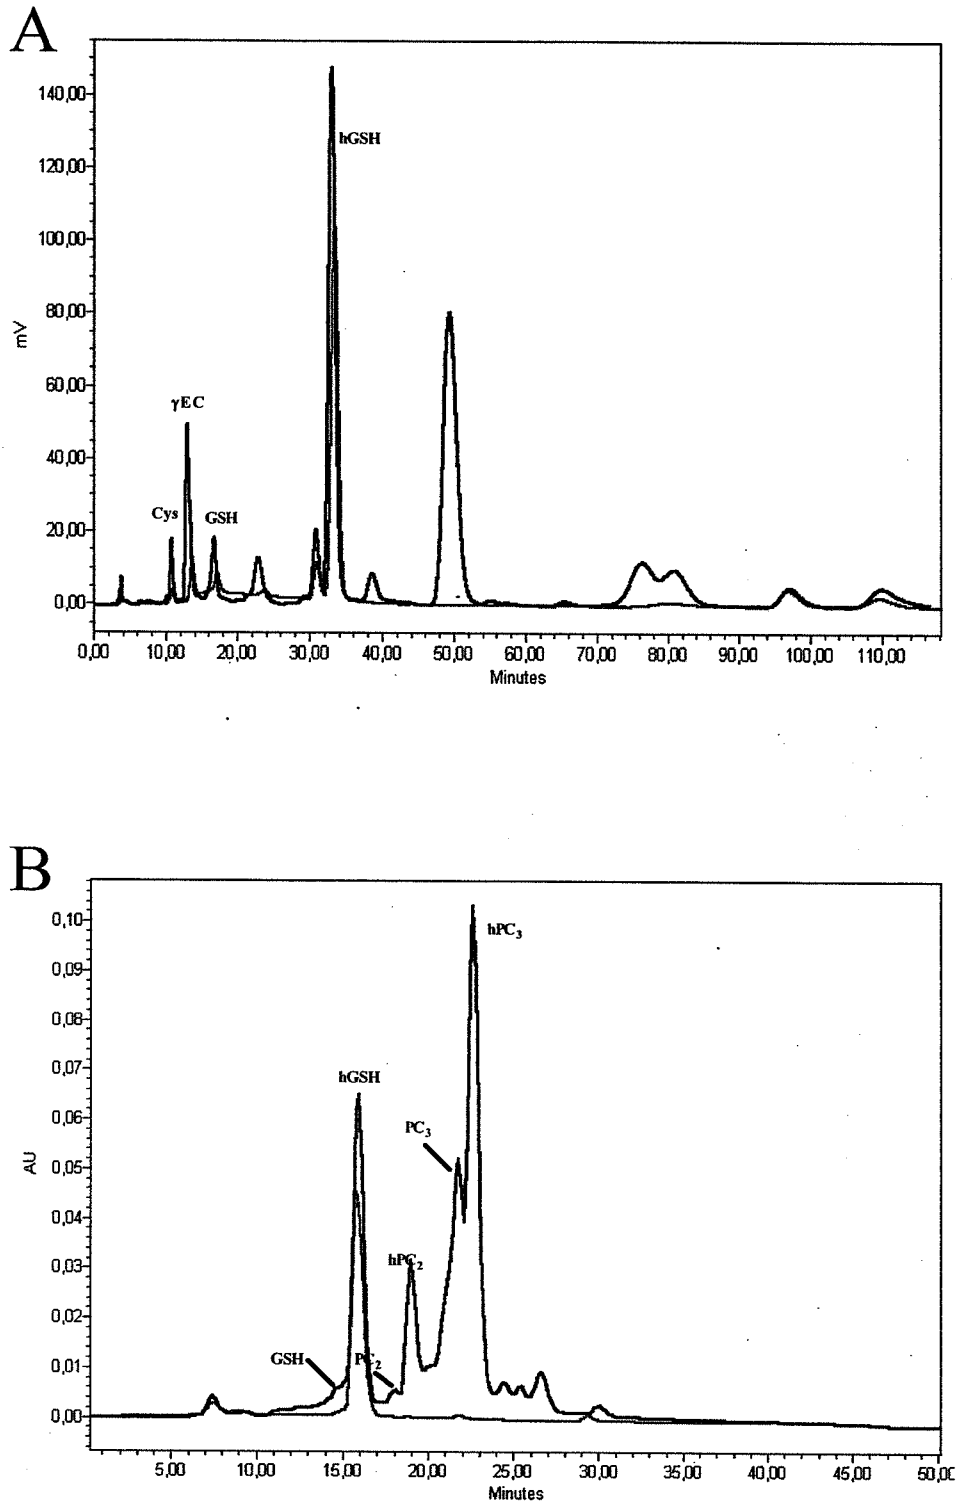 A
140,00
120,00
100,00
80,00
60,00
40,00
20,00
0,00
mV
hGSH
γEC
Cys
GSH
0,00 10,00 20,00 30,00 40,00 50,00 60,00 70,00 80,00 90,00 100,00 110,00
Minutes
B
0,10
0,09
0,08
0,07
0,06
0,05
0,04
0,03
0,02
0,01
0,00
AU
hPC3
hGSH
PC3
hPC2
GSH
PC2
5,00 10,00 15,00 20,00 25,00 30,00 35,00 40,00 45,00 50,00
Minutes